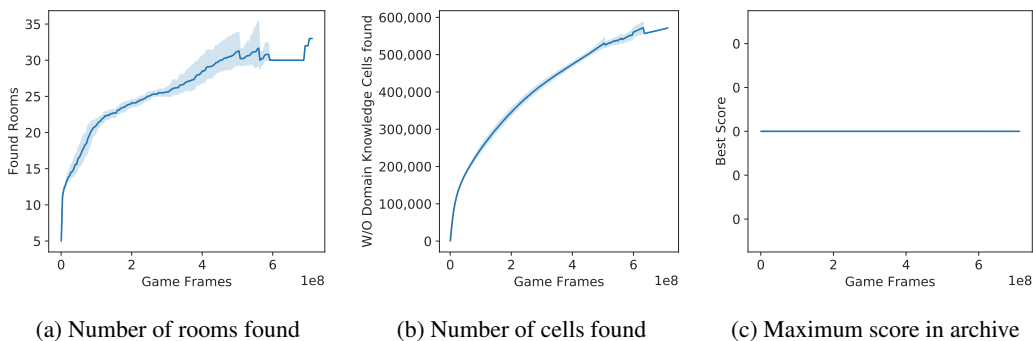 35
30
25
20
15
10
5
Found Rooms
0 2 4 6
1e8
Game Frames
600,000
500,000
400,000
300,000
200,000
100,000
0
W/O Domain Knowledge Cells found
0 2 4 6
1e8
Game Frames
0
0
0
0
0
Best Score
0 2 4 6
1e8
Game Frames
(a) Number of rooms found
(b) Number of cells found
(c) Maximum score in archive